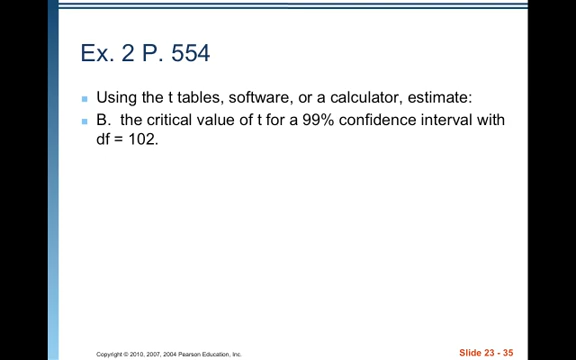 Ex. 2 P. 554
Using the t tables, software, or a calculator, estimate:
B. the critical value of t for a 99% confidence interval with
df = 102.
Copyright © 2010, 2007, 2004 Pearson Education, Inc.
Slide 23 - 35